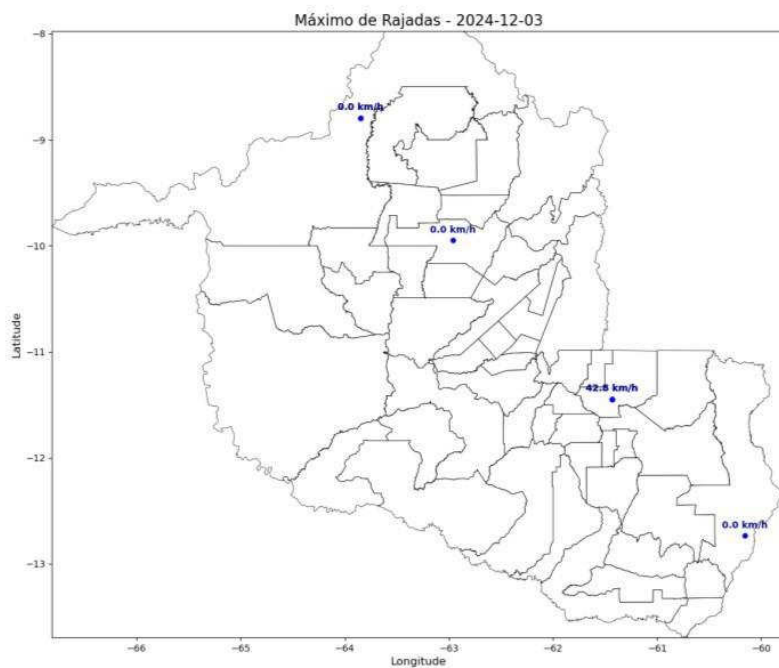 Máximo de Rajadas - 2024-12-03
−8
0.0 km/h
−9
0.0 km/h
−10
Latitude
−11
42.8 km/h
−12
0.0 km/h
−13
−66 −65 −64 −63 −62 −61 −60
Longitude